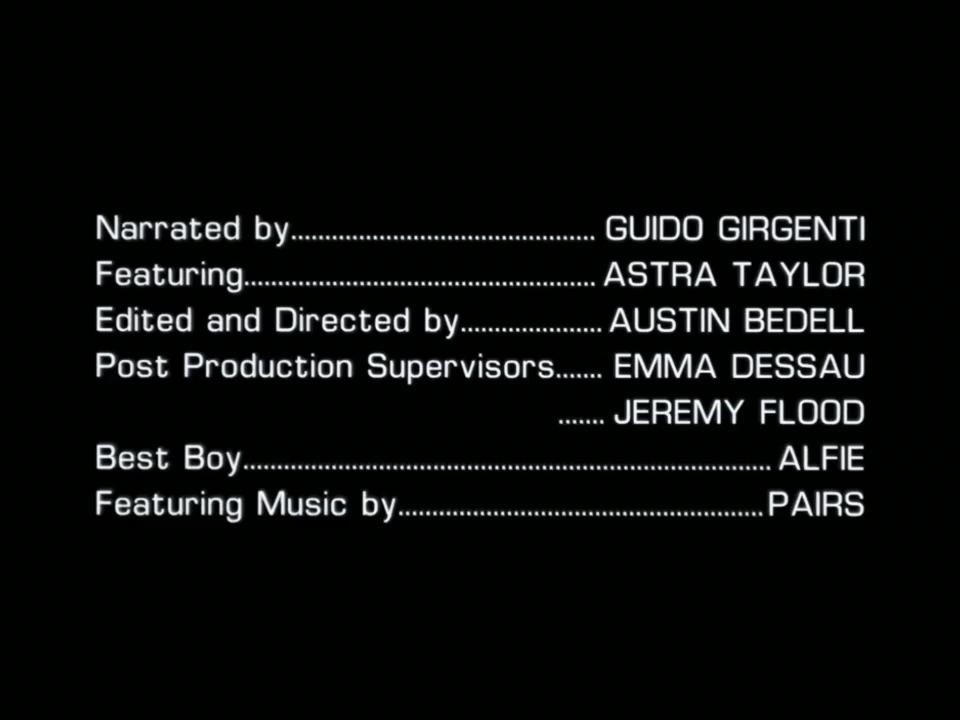 Narrated by............................................. GUIDO GIRGENTI
Featuring.................................................... ASTRA TAYLOR
Edited and Directed by..................... AUSTIN BEDELL
Post Production Supervisors....... EMMA DESSAU
....... JEREMY FLOOD
Best Boy.............................................................................. ALFIE
Featuring Music by...................................................... PAIRS